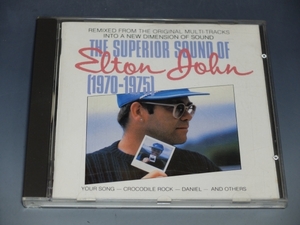 REMIXED FROM THE ORIGINAL MULTI-TRACKS
INTO A NEW DIMENSION OF SOUND
THE SUPERIOR SOUND OF
Elton John
(1970-1975)
YOUR SONG — CROCODILE ROCK — DANIEL — AND OTHERS